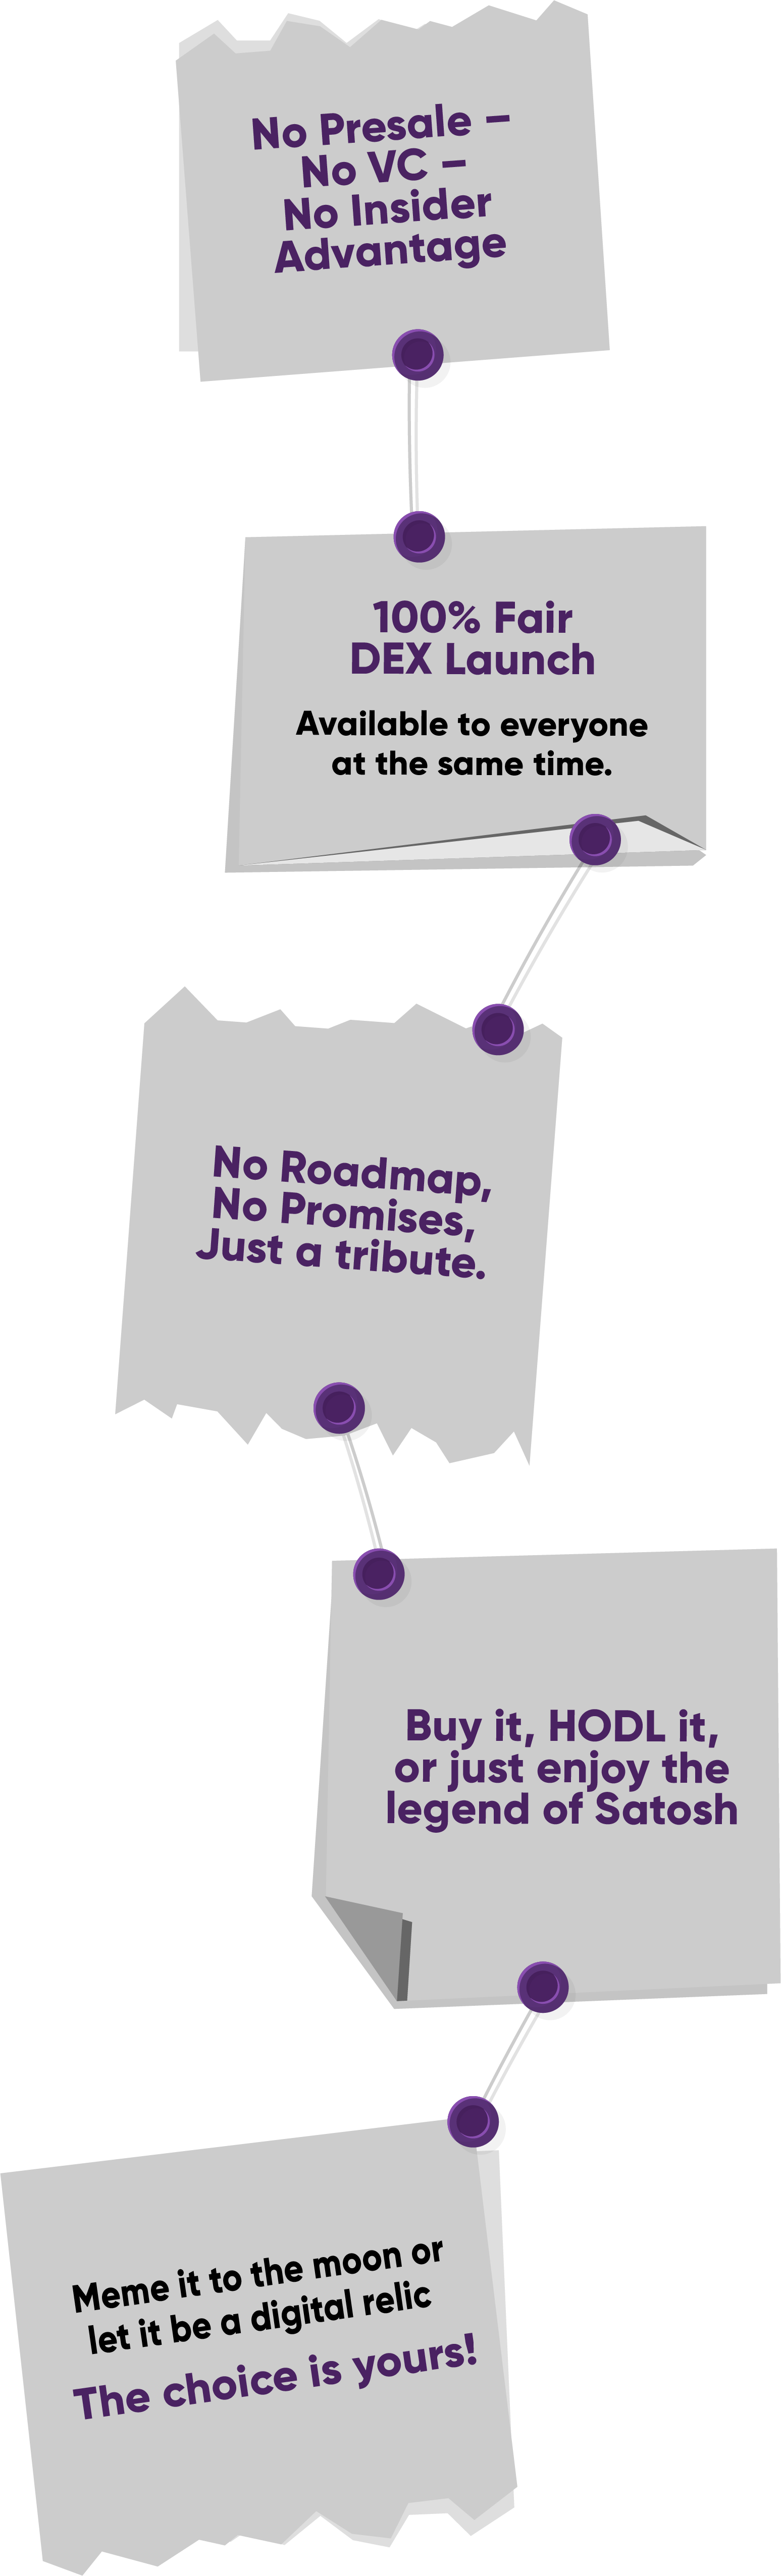 No Presale –
No VC –
No Insider
Advantage
100% Fair
DEX Launch
Available to everyone
at the same time.
No Roadmap,
No Promises,
Just a tribute.
Buy it, HODL it,
or just enjoy the
legend of Satosh
Meme it to the moon or
let it be a digital relic
The choice is yours!